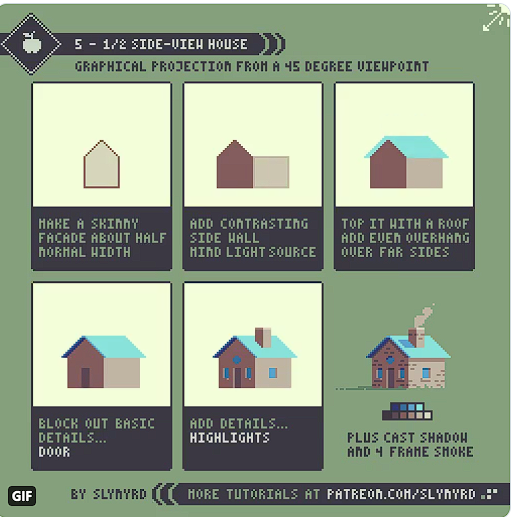 5 - 1/2 SIDE-VIEW HOUSE
GRAPHICAL PROJECTION FROM A 45 DEGREE VIEWPOINT
MAKE A SKINNY
FACADE ABOUT HALF
NORMAL WIDTH
ADD CONTRASTING
SIDE WALL
MIND LIGHT SOURCE
TOP IT WITH A ROOF
ADD EVEN OVERHANG
OVER FAR SIDES
BLOCK OUT BASIC
DETAILS...
DOOR
ADD DETAILS...
HIGHLIGHTS
PLUS CAST SHADOW
AND 4 FRAME SMOKE
GIF
BY SLYNYRD
MORE TUTORIALS AT PATREON.COM/SLYNYRD